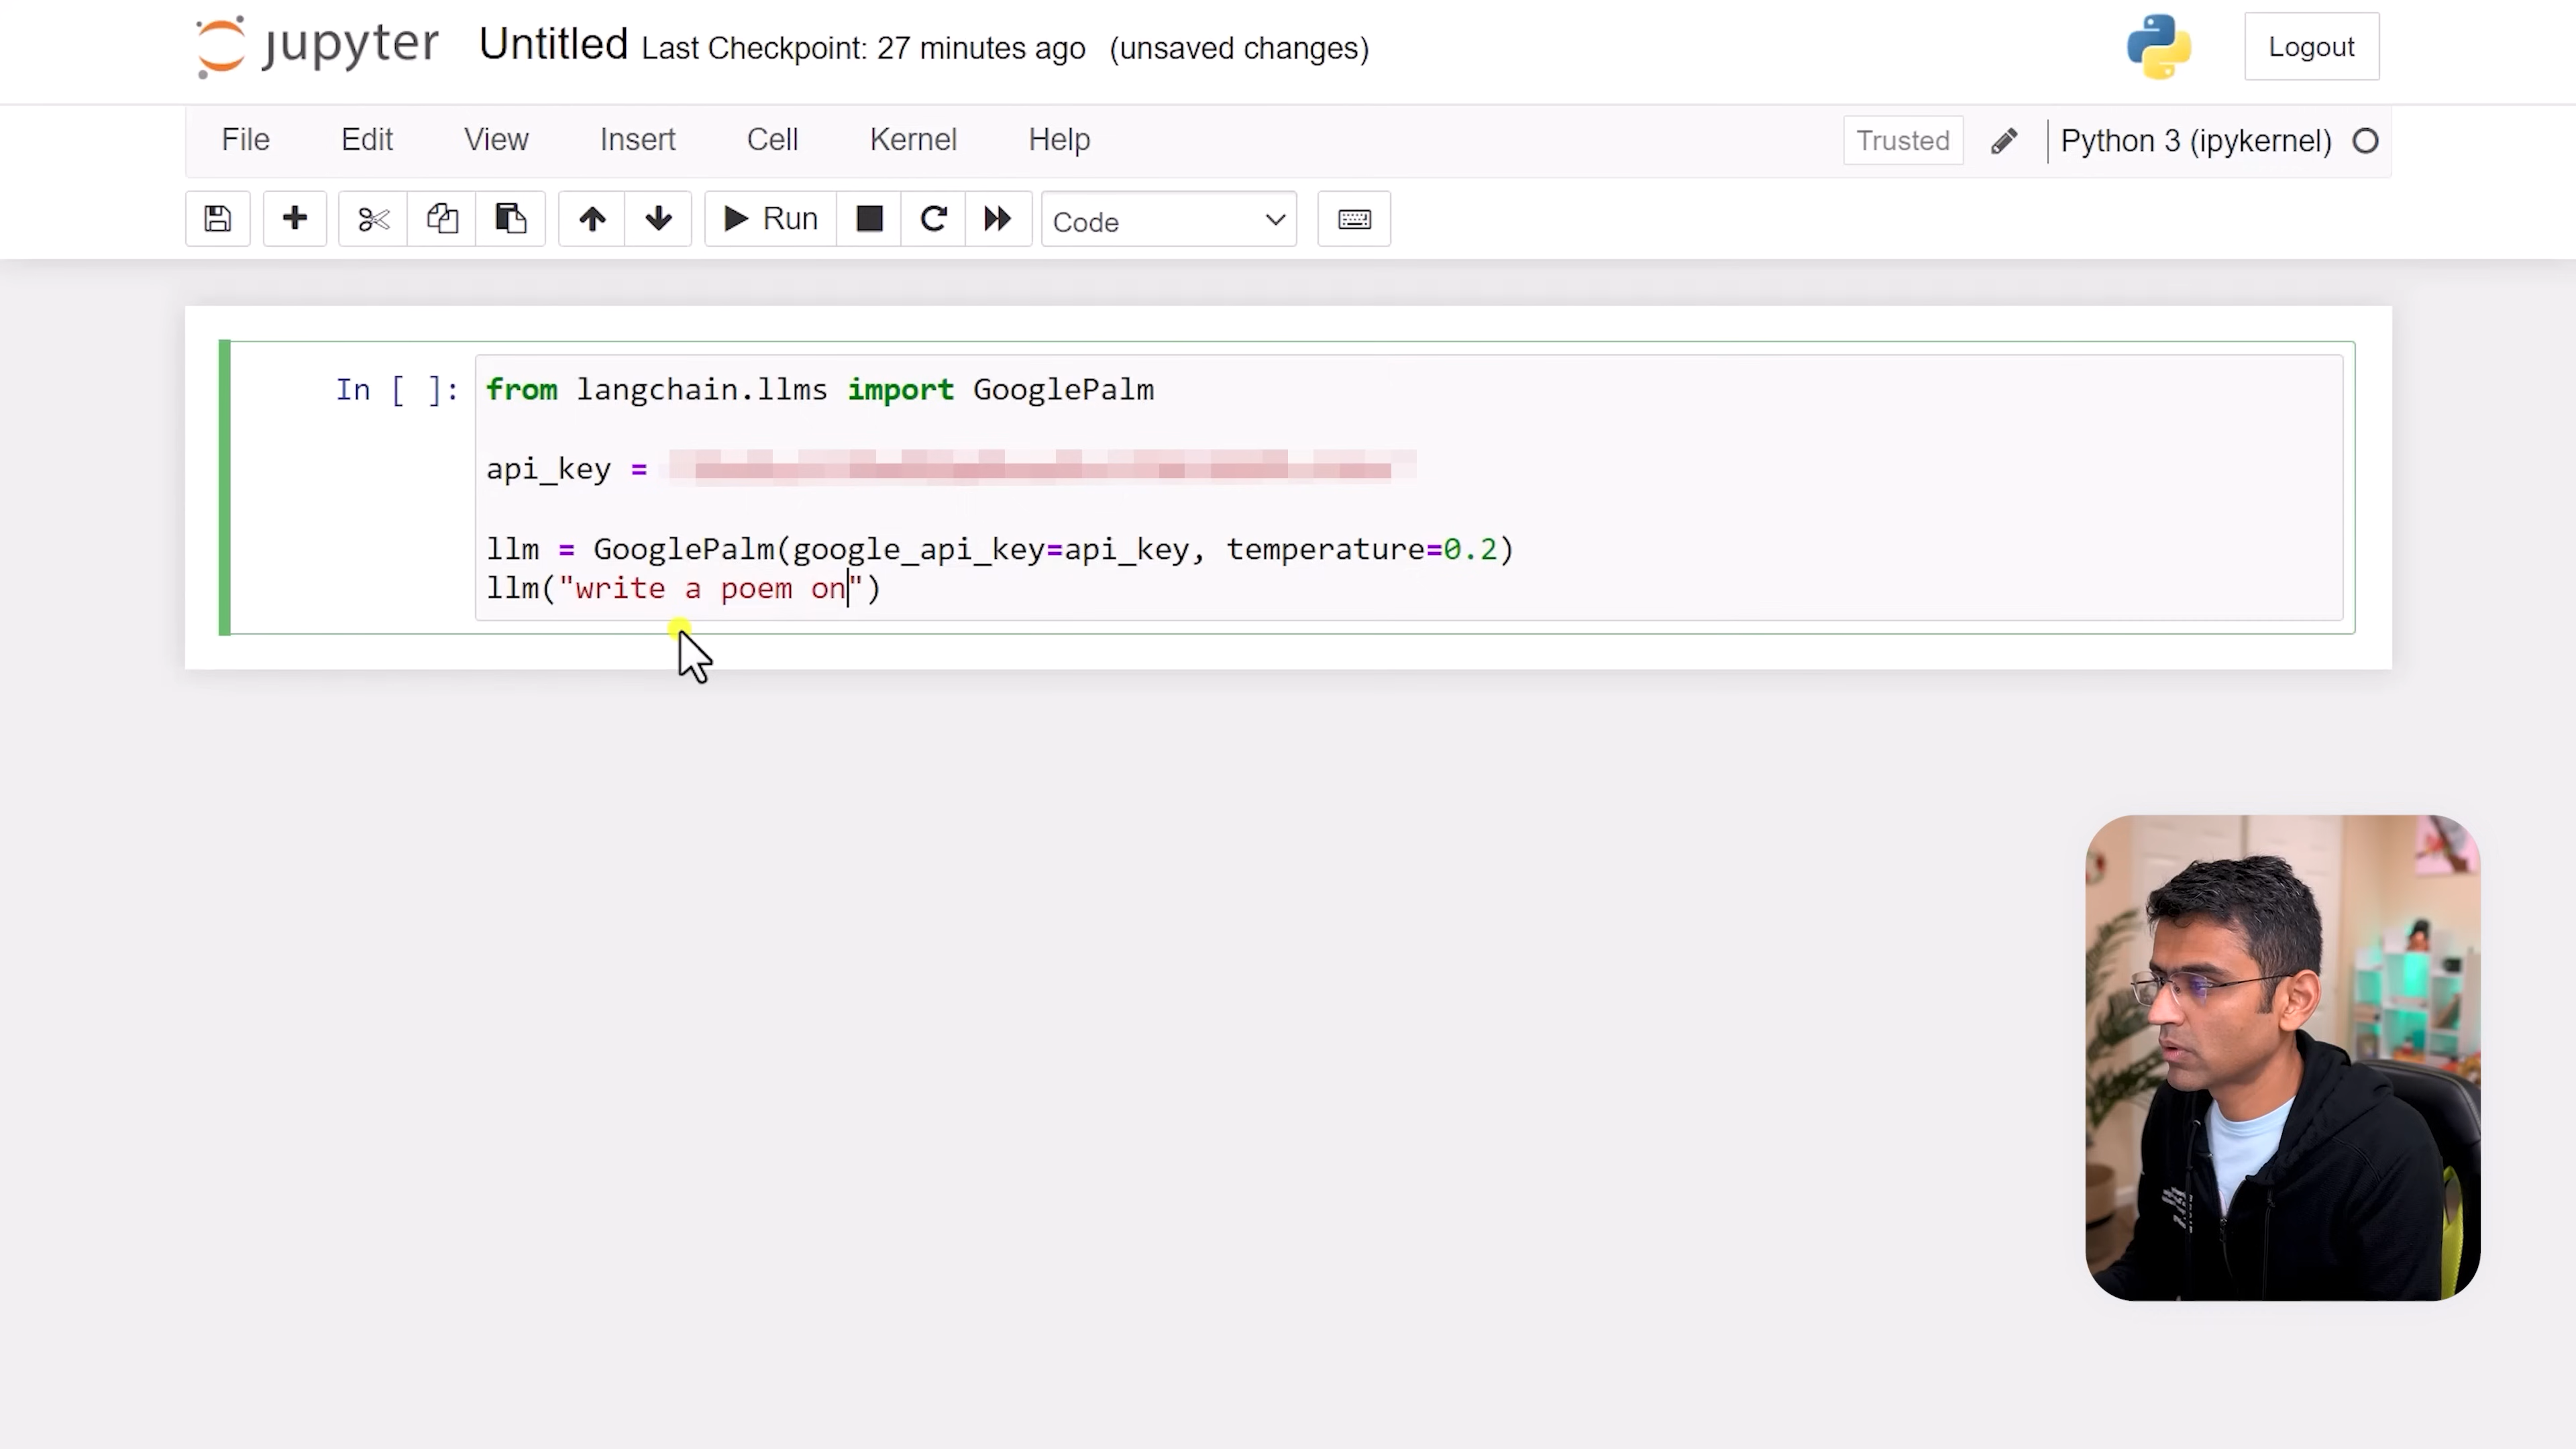 jupyter Untitled Last Checkpoint: 27 minutes ago (unsaved changes) Logout
File Edit View Insert Cell Kernel Help Trusted Python 3 (ipykernel)
Run Code
In [ ]: from langchain.llms import GooglePalm
api_key =
llm = GooglePalm(google_api_key=api_key, temperature=0.2)
llm("write a poem on")